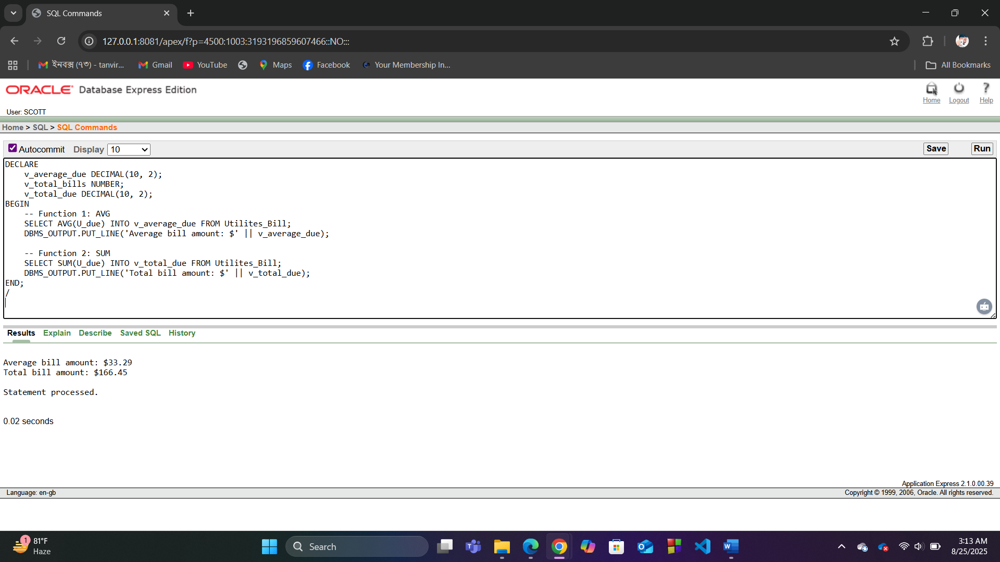 SQL Commands
127.0.0.1:8081/apex/f?p=4500:1003:3193196859607466::NO:::
ইনবক্স (৭৩) - tanvir... Gmail YouTube Maps Facebook Your Membership In... All Bookmarks
ORACLE Database Express Edition
Home Logout Help
User: SCOTT
Home > SQL > SQL Commands
Autocommit Display 10 Save Run
DECLARE
    v_average_due DECIMAL(10, 2);
    v_total_bills NUMBER;
    v_total_due DECIMAL(10, 2);
BEGIN
    -- Function 1: AVG
    SELECT AVG(U_due) INTO v_average_due FROM Utilites_Bill;
    DBMS_OUTPUT.PUT_LINE('Average bill amount: $' || v_average_due);
    -- Function 2: SUM
    SELECT SUM(U_due) INTO v_total_due FROM Utilites_Bill;
    DBMS_OUTPUT.PUT_LINE('Total bill amount: $' || v_total_due);
END;
/
Results Explain Describe Saved SQL History
Average bill amount: $33.29
Total bill amount: $166.45
Statement processed.
0.02 seconds
Application Express 2.1.0.00.39
Language: en-gb Copyright © 1999, 2006, Oracle. All rights reserved.
1 81°F
Haze
Search
3:13 AM
8/25/2025